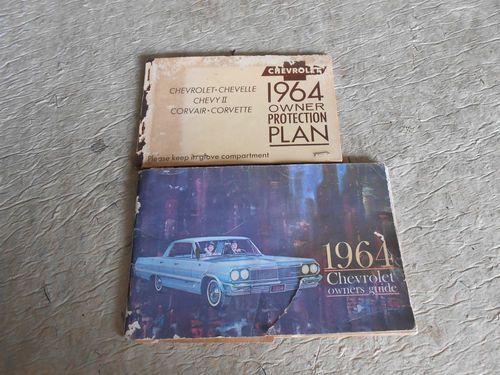 CHEVROLET
CHEVROLET·CHEVELLE
CHEVY II
CORVAIR·CORVETTE
1964
OWNER
PROTECTION
PLAN
Please keep in glove compartment
1964
Chevrolet
owners guide